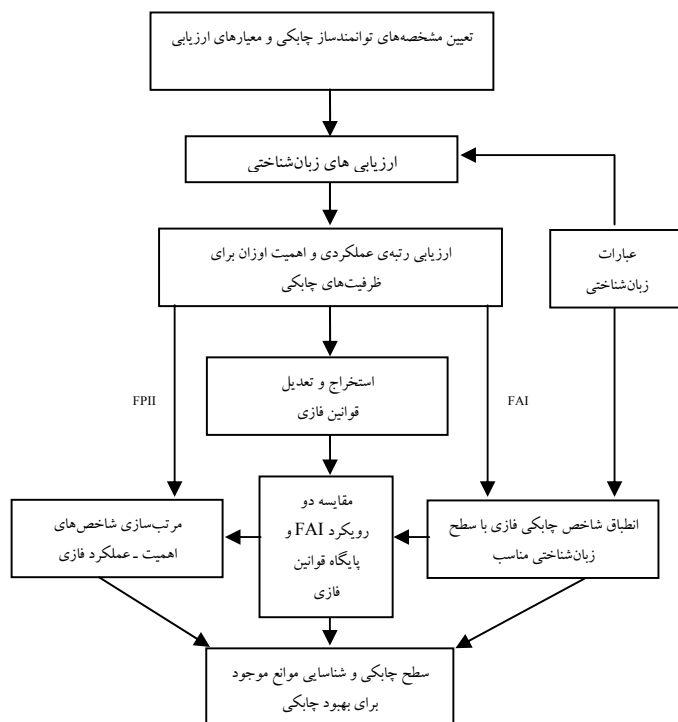 تعیین مشخصه‌های توانمندساز چابکی و معیارهای ارزیابی
ارزیابی های زبان‌شناختی
ارزیابی رتبه‌ی عملکردی و اهمیت اوزان برای
ظرفیت‌های چابکی
عبارات
زبان‌شناختی
استخراج و تعدیل
قوانین فازی
FAI
FPII
انطباق شاخص چابکی فازی با سطح
زبان‌شناختی مناسب
مقایسه دو
رویکرد FAI و
پایگاه قوانین
فازی
مرتب‌سازی شاخص‌های
اهمیت ـ عملکرد فازی
سطح چابکی و شناسایی موانع موجود
برای بهبود چابکی